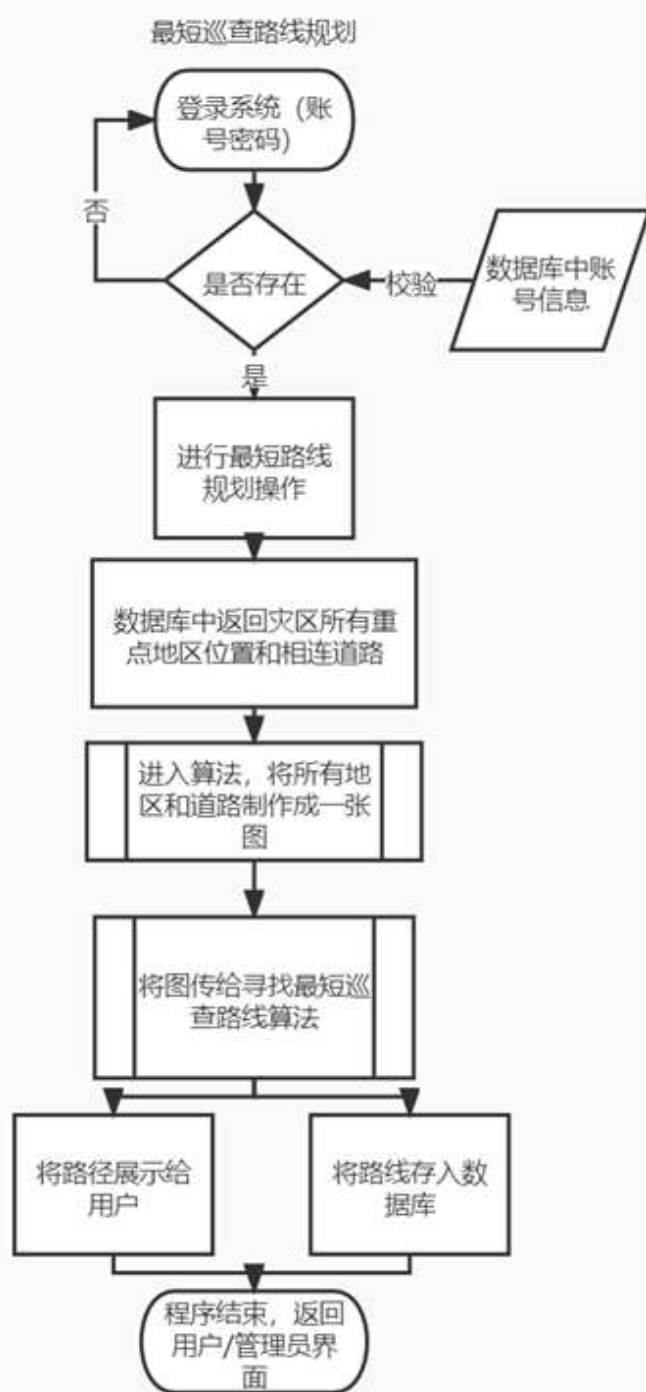 最短巡查路线规划
登录系统（账
号密码）
否
是否存在
校验
数据库中账
号信息
是
进行最短路线
规划操作
数据库中返回灾区所有重
点地区位置和相连道路
进入算法，将所有地
区和道路制作成一张
图
将图传给寻找最短巡
查路线算法
将路径展示给
用户
将路线存入数
据库
程序结束，返回
用户/管理员界
面